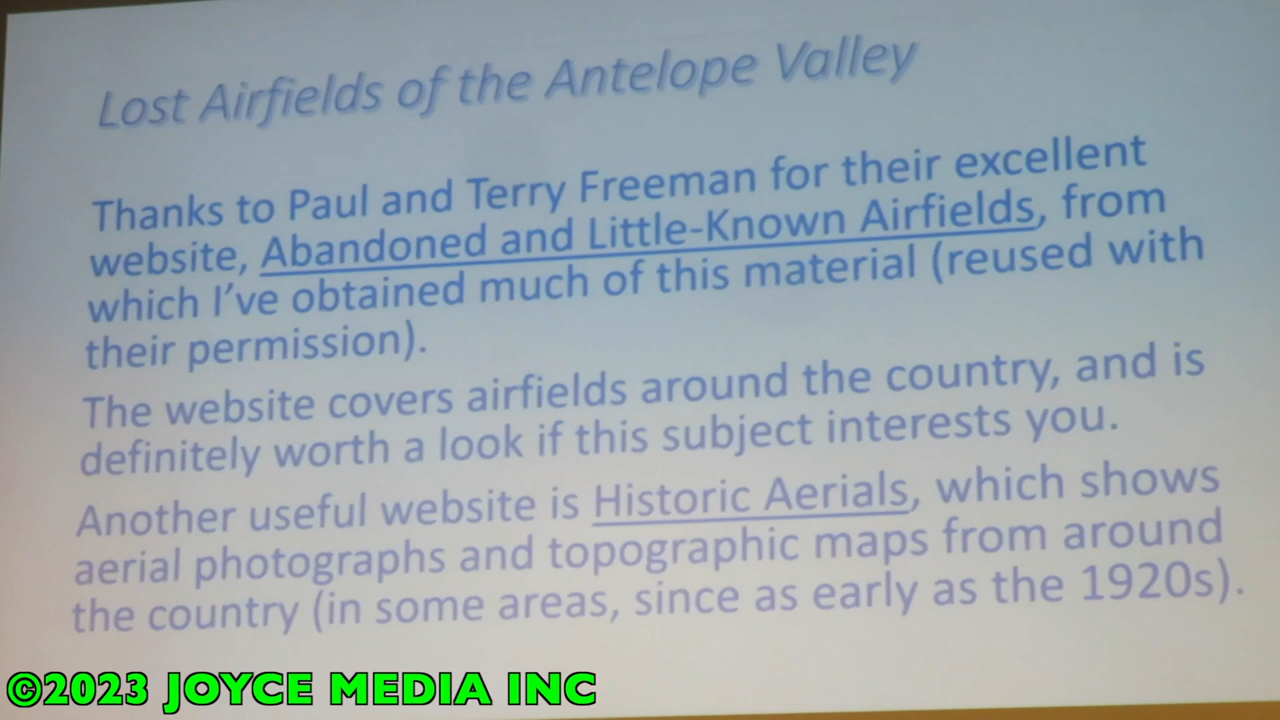 Lost Airfields of the Antelope Valley
Thanks to Paul and Terry Freeman for their excellent
website, Abandoned and Little-Known Airfields, from
which I've obtained much of this material (reused with
their permission).
The website covers airfields around the country, and is
definitely worth a look if this subject interests you.
Another useful website is Historic Aerials, which shows
aerial photographs and topographic maps from around
the country (in some areas, since as early as the 1920s).
©2023 JOYCE MEDIA INC